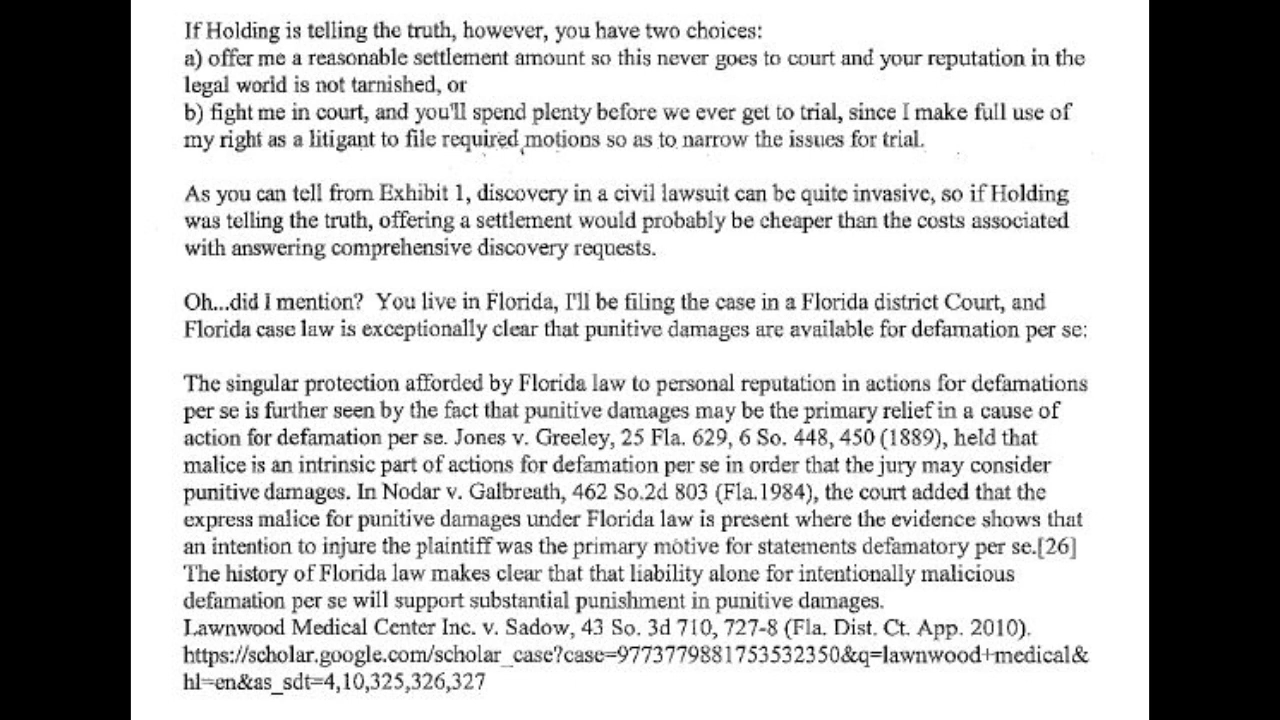 If Holding is telling the truth, however, you have two choices:
a) offer me a reasonable settlement amount so this never goes to court and your reputation in the
legal world is not tarnished, or
b) fight me in court, and you'll spend plenty before we ever get to trial, since I make full use of
my right as a litigant to file required motions so as to narrow the issues for trial.
As you can tell from Exhibit 1, discovery in a civil lawsuit can be quite invasive, so if Holding
was telling the truth, offering a settlement would probably be cheaper than the costs associated
with answering comprehensive discovery requests.
Oh...did I mention?  You live in Florida, I'll be filing the case in a Florida district Court, and
Florida case law is exceptionally clear that punitive damages are available for defamation per se:
The singular protection afforded by Florida law to personal reputation in actions for defamations
per se is further seen by the fact that punitive damages may be the primary relief in a cause of
action for defamation per se. Jones v. Greeley, 25 Fla. 629, 6 So. 448, 450 (1889), held that
malice is an intrinsic part of actions for defamation per se in order that the jury may consider
punitive damages. In Nodar v. Galbreath, 462 So.2d 803 (Fla.1984), the court added that the
express malice for punitive damages under Florida law is present where the evidence shows that
an intention to injure the plaintiff was the primary motive for statements defamatory per se.[26]
The history of Florida law makes clear that that liability alone for intentionally malicious
defamation per se will support substantial punishment in punitive damages.
Lawnwood Medical Center Inc. v. Sadow, 43 So. 3d 710, 727-8 (Fla. Dist. Ct. App. 2010).
https://scholar.google.com/scholar_case?case=9773779881753532350&q=lawnwood+medical&
hl=en&as_sdt=4,10,325,326,327